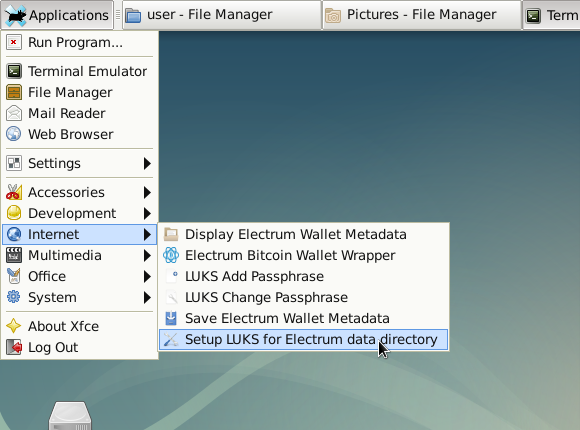 Applications
user - File Manager
Pictures - File Manager
Term
Run Program...
Terminal Emulator
File Manager
Mail Reader
Web Browser
Settings
Accessories
Development
Internet
Multimedia
Office
System
About Xfce
Log Out
Display Electrum Wallet Metadata
Electrum Bitcoin Wallet Wrapper
LUKS Add Passphrase
LUKS Change Passphrase
Save Electrum Wallet Metadata
Setup LUKS for Electrum data directory